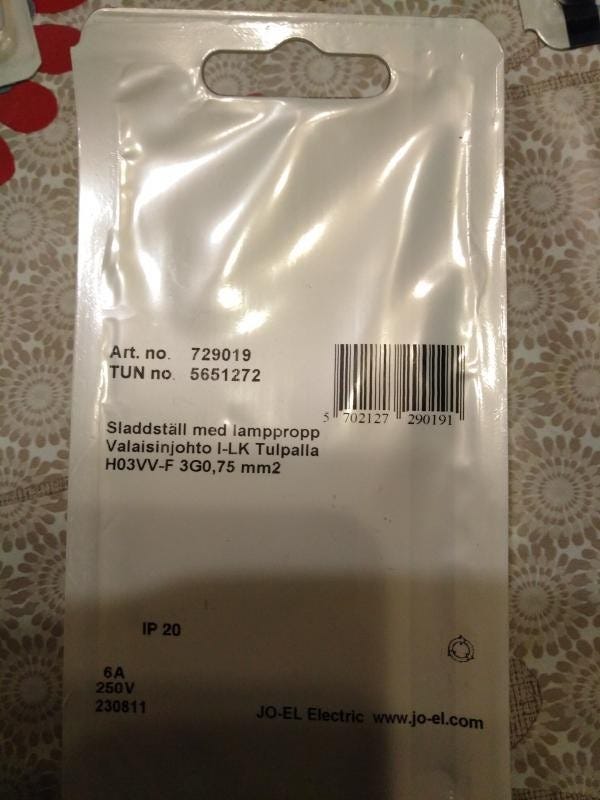 Art. no. 729019
TUN no. 5651272
5 702127 290191
Sladdställ med lamppropp
Valaisinjohto I-LK Tulpalla
H03VV-F 3G0,75 mm2
IP 20
6A
250V
230811
JO-EL Electric www.jo-el.com